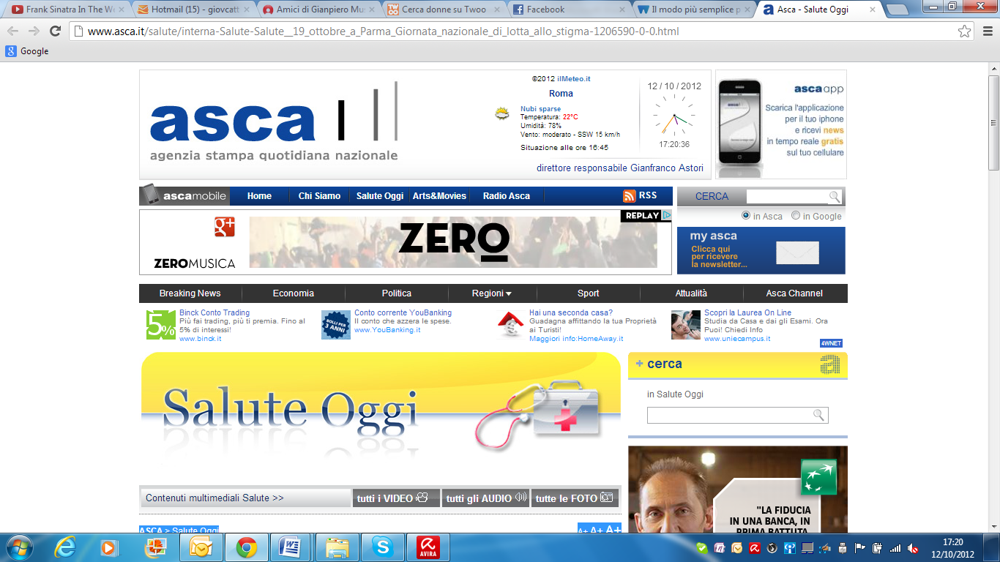 Frank Sinatra In The We
Hotmail (15) - giovcatt
Amici di Gianpiero Mus
Cerca donne su Twoo
Facebook
Il modo più semplice p
Asca - Salute Oggi
www.asca.it/salute/interna-Salute-Salute__19_ottobre_a_Parma_Giornata_nazionale_di_lotta_allo_stigma-1206590-0-0.html
Google
asca
agenzia stampa quotidiana nazionale
©2012 ilMeteo.it
Roma
Nubi sparse
Temperatura: 22°C
Umidità: 78%
Vento: moderato - SSW 15 km/h
Situazione alle ore 16:45
12 / 10 / 2012
17:20:36
direttore responsabile Gianfranco Astori
asca app
Scarica l'applicazione
per il tuo iphone
e ricevi news
in tempo reale gratis
sul tuo cellulare
ascamobile Home Chi Siamo Salute Oggi Arts&Movies Radio Asca RSS
CERCA
in Asca in Google
REPLAY
g+
ZEROMUSICA
ZERO
my asca
Clicca qui
per ricevere
la newsletter...
Breaking News Economia Politica Regioni Sport Attualità Asca Channel
5%
Binck Conto Trading
Più fai trading, più ti premia. Fino al
5% di interessi!
www.binck.it
BOLLI PER
3 ANNI
Conto corrente YouBanking
Il conto che azzera le spese.
www.YouBanking.it
Hai una seconda casa?
Guadagna affittando la tua Proprietà
ai Turisti!
Maggiori info:HomeAway.it
Scopri la Laurea On Line
Studia da Casa e dai gli Esami. Ora
Puoi! Chiedi Info
www.uniecampus.it
4WNET
Salute Oggi
+ cerca
a
in Salute Oggi
Contenuti multimediali Salute >>
tutti i VIDEO
tutti gli AUDIO
tutte le FOTO
"LA FIDUCIA
IN UNA BANCA, IN
PRIMA BATTUTA,
ASCA > Salute Oggi
A+ A+ A+
AVIRA
17:20
12/10/2012